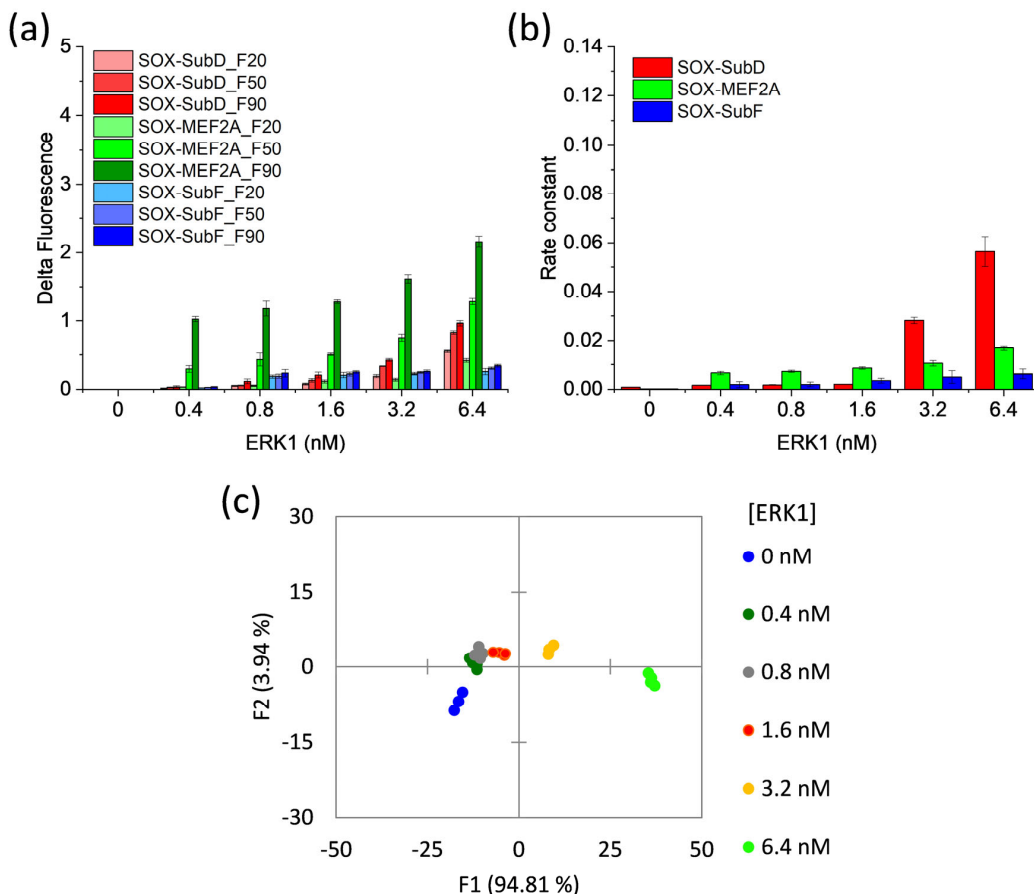 (a)
5
4
3
2
1
0
Delta Fluorescence
SOX-SubD_F20
SOX-SubD_F50
SOX-SubD_F90
SOX-MEF2A_F20
SOX-MEF2A_F50
SOX-MEF2A_F90
SOX-SubF_F20
SOX-SubF_F50
SOX-SubF_F90
0 0.4 0.8 1.6 3.2 6.4
ERK1 (nM)
(b)
0.14
0.12
0.10
0.08
0.06
0.04
0.02
0.00
Rate constant
SOX-SubD
SOX-MEF2A
SOX-SubF
0 0.4 0.8 1.6 3.2 6.4
ERK1 (nM)
(c)
30
15
0
-15
-30
F2 (3.94 %)
-50 -25 0 25 50
F1 (94.81 %)
[ERK1]
0 nM
0.4 nM
0.8 nM
1.6 nM
3.2 nM
6.4 nM